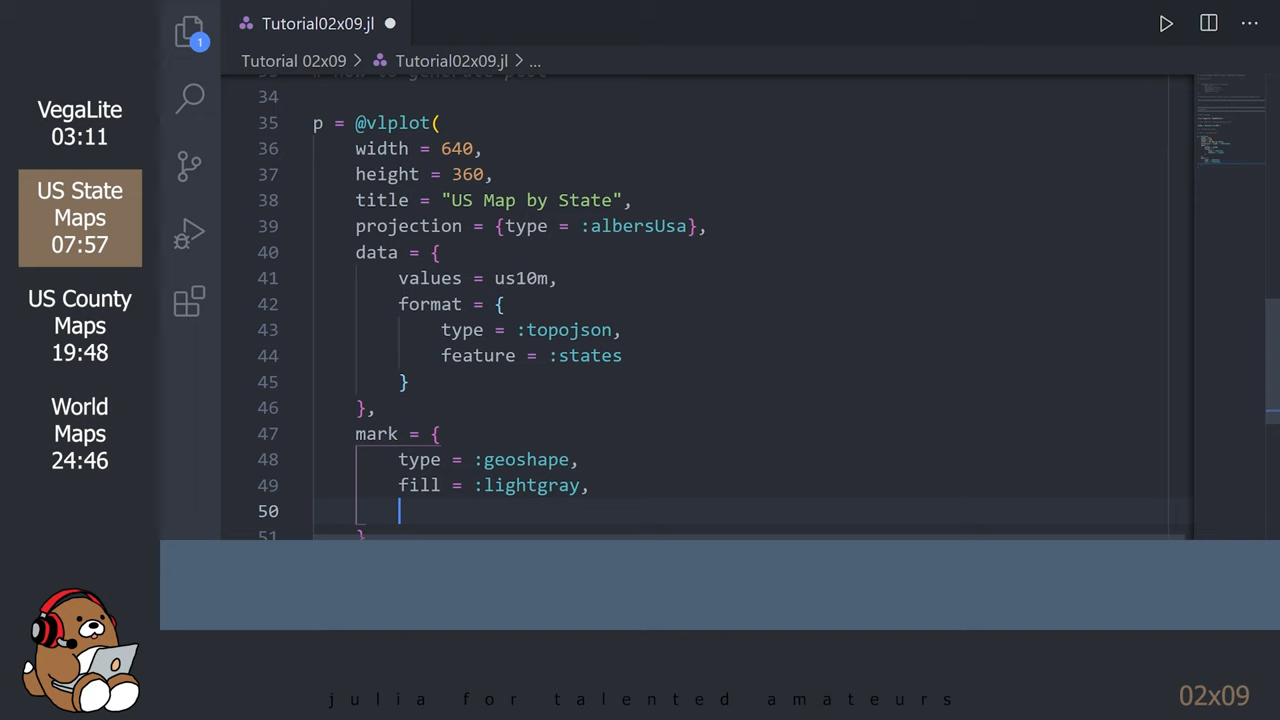 VegaLite
03:11
US State
Maps
07:57
US County
Maps
19:48
World
Maps
24:46
1
Tutorial02x09.jl
Tutorial 02x09 > Tutorial02x09.jl > ...
34
35 p = @vlplot(
36 width = 640,
37 height = 360,
38 title = "US Map by State",
39 projection = {type = :albersUsa},
40 data = {
41 values = us10m,
42 format = {
43 type = :topojson,
44 feature = :states
45 }
46 },
47 mark = {
48 type = :geoshape,
49 fill = :lightgray,
50
51 }
julia for talented amateurs
02x09